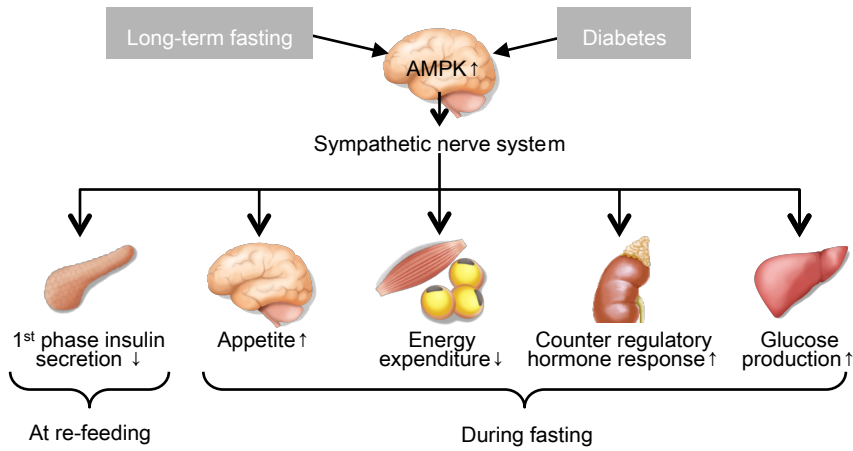 Long-term fasting
Diabetes
AMPK↑
Sympathetic nerve system
1st phase insulin
secretion ↓
Appetite↑
Energy
expenditure↓
Counter regulatory
hormone response↑
Glucose
production↑
At re-feeding
During fasting